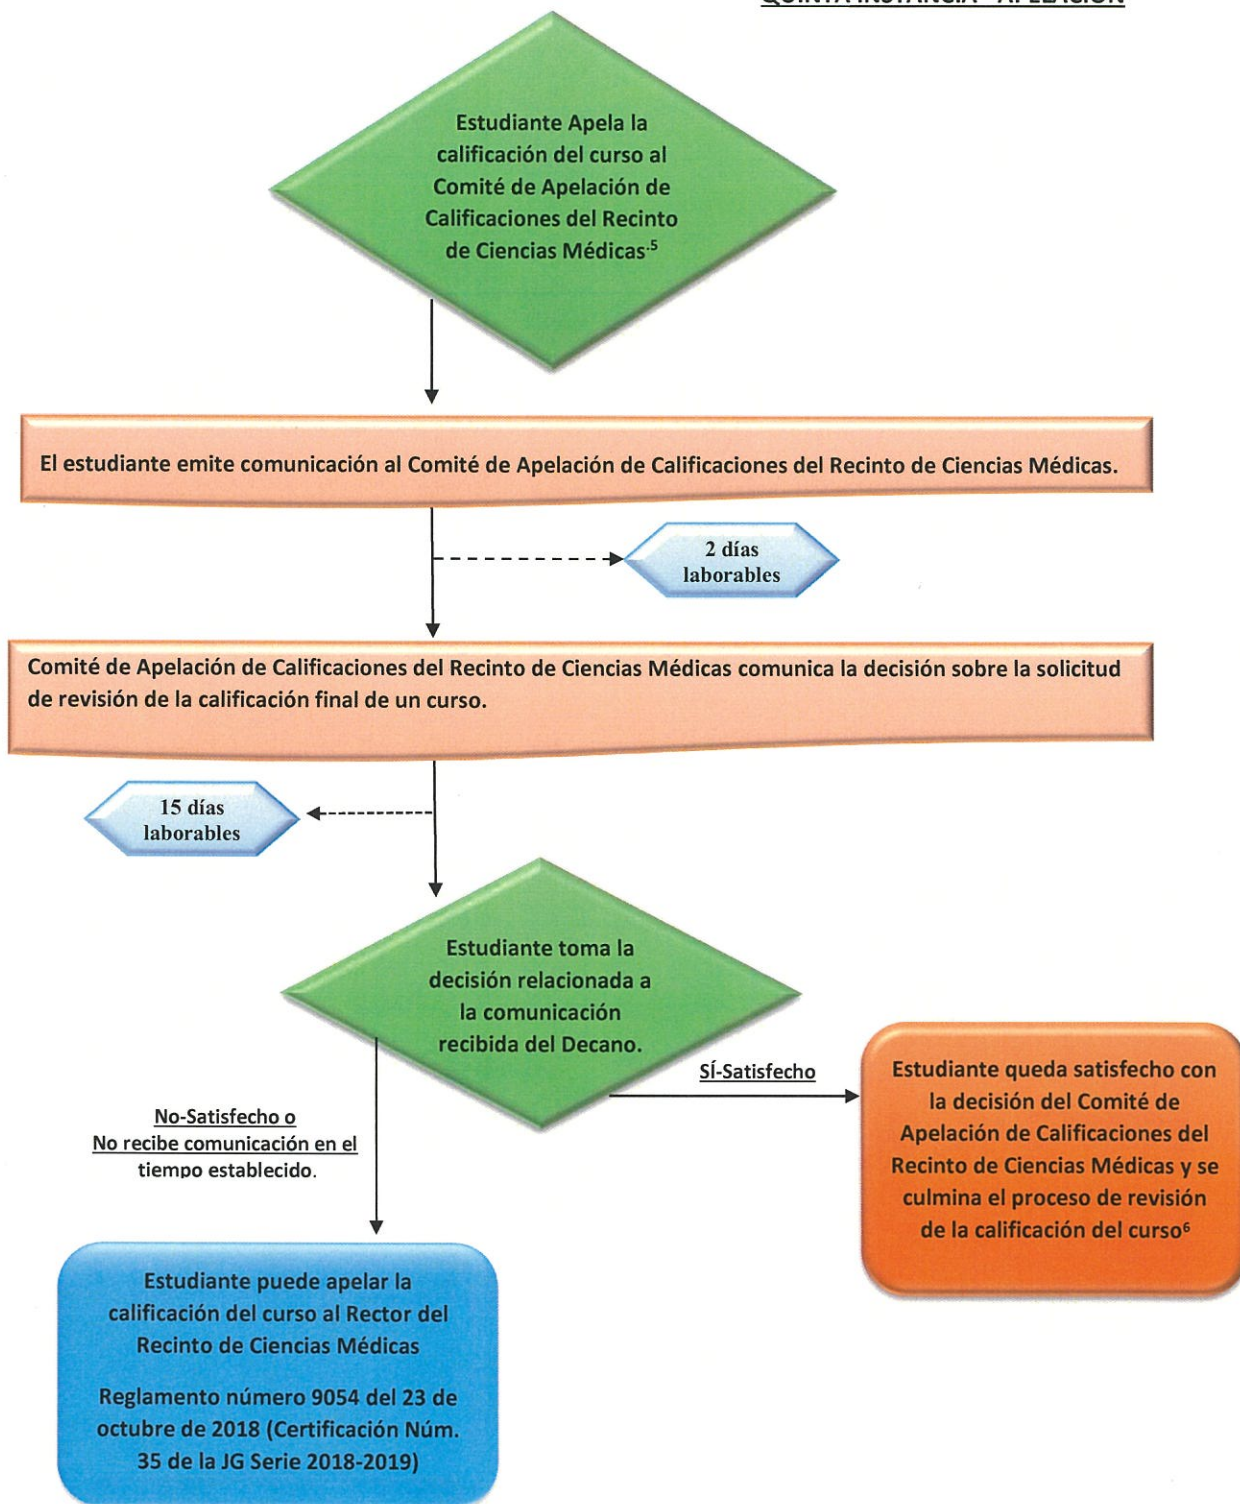 QUINTA INSTANCIA - APELACIÓN
Estudiante Apela la
calificación del curso al
Comité de Apelación de
Calificaciones del Recinto
de Ciencias Médicas.5
El estudiante emite comunicación al Comité de Apelación de Calificaciones del Recinto de Ciencias Médicas.
2 días
laborables
Comité de Apelación de Calificaciones del Recinto de Ciencias Médicas comunica la decisión sobre la solicitud
de revisión de la calificación final de un curso.
15 días
laborables
Estudiante toma la
decisión relacionada a
la comunicación
recibida del Decano.
SÍ-Satisfecho
No-Satisfecho o
No recibe comunicación en el
tiempo establecido.
Estudiante queda satisfecho con
la decisión del Comité de
Apelación de Calificaciones del
Recinto de Ciencias Médicas y se
culmina el proceso de revisión
de la calificación del curso6
Estudiante puede apelar la
calificación del curso al Rector del
Recinto de Ciencias Médicas
Reglamento número 9054 del 23 de
octubre de 2018 (Certificación Núm.
35 de la JG Serie 2018-2019)